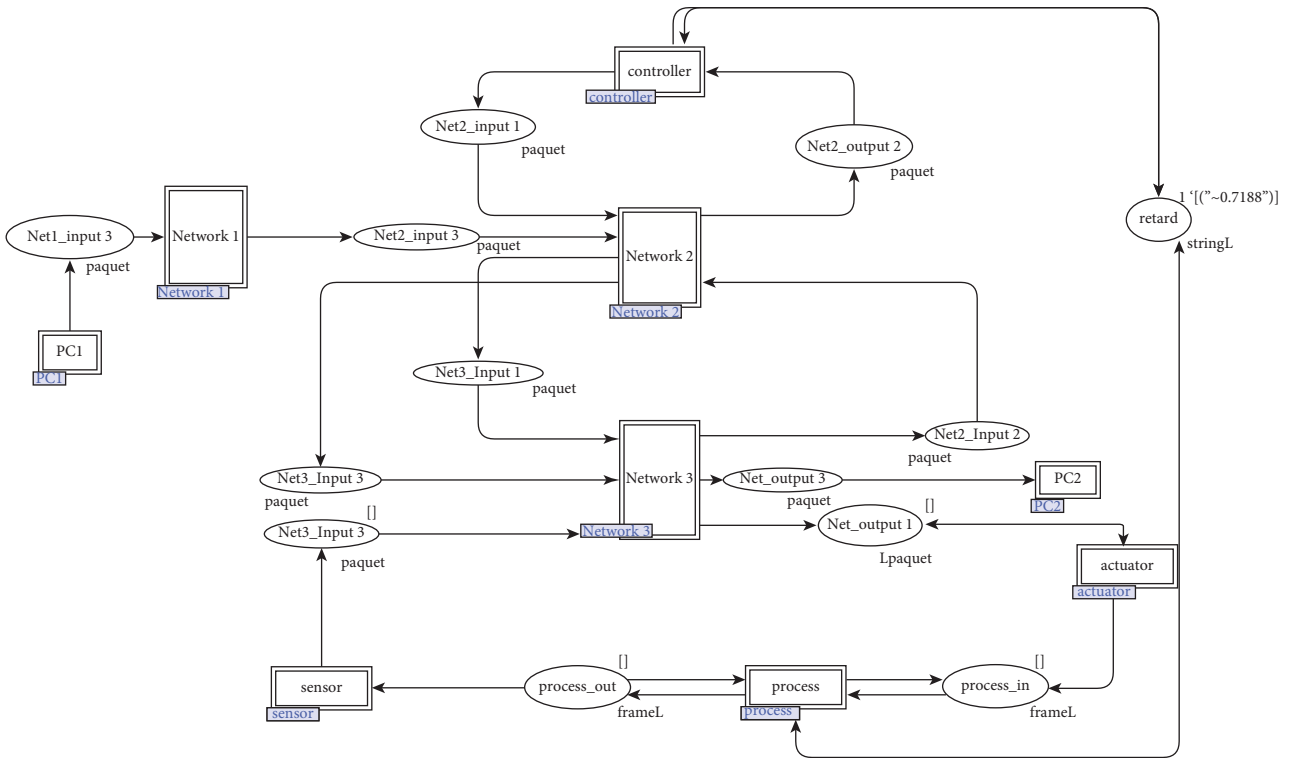 controller
controller
Net2_input 1
paquet
Net2_output 2
paquet
1 ‘[(”~0.7188”)]
retard
stringL
Net1_input 3
paquet
Network 1
Network 1
Net2_input 3
paquet
Network 2
Network 2
PC1
PC1
Net3_Input 1
paquet
Net2_Input 2
paquet
Net3_Input 3
paquet
Network 3
Network 3
Net_output 3
paquet
PC2
PC2
[]
Net3_Input 3
paquet
[]
Net_output 1
Lpaquet
actuator
actuator
sensor
sensor
[]
process_out
frameL
process
process
[]
process_in
frameL